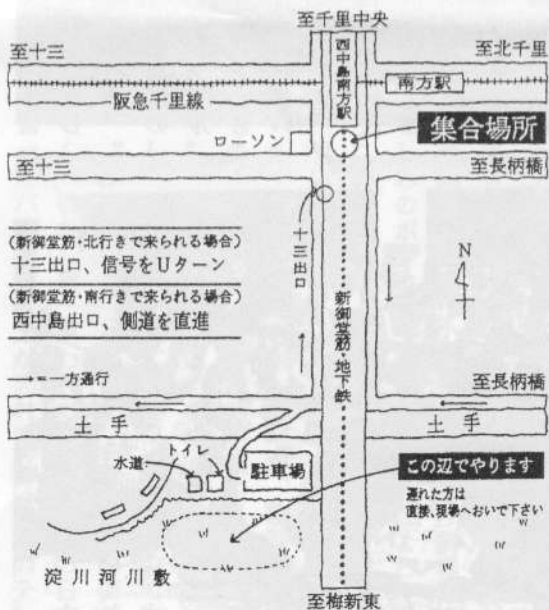 至千里中央
至十三
至北千里
西中島南方駅
南方駅
阪急千里線
ローソン
集合場所
至十三
至長柄橋
(新御堂筋・北行きで来られる場合)
十三出口、信号をUターン
(新御堂筋・南行きで来られる場合)
西中島出口、側道を直進
十三出口
N
新御堂筋・地下鉄
→=一方通行
至長柄橋
土手
土手
水道
トイレ
駐車場
この辺でやります
遅れた方は
直接、現場へおいで下さい
淀川河川敷
至梅新東